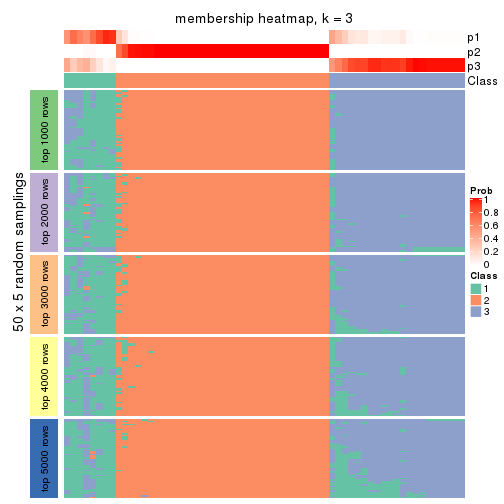 membership heatmap, k = 3
p1
p2
p3
Class
50 x 5 random samplings
top 1000 rows
top 2000 rows
top 3000 rows
top 4000 rows
top 5000 rows
Prob
1
0.8
0.6
0.4
0.2
0
Class
1
2
3